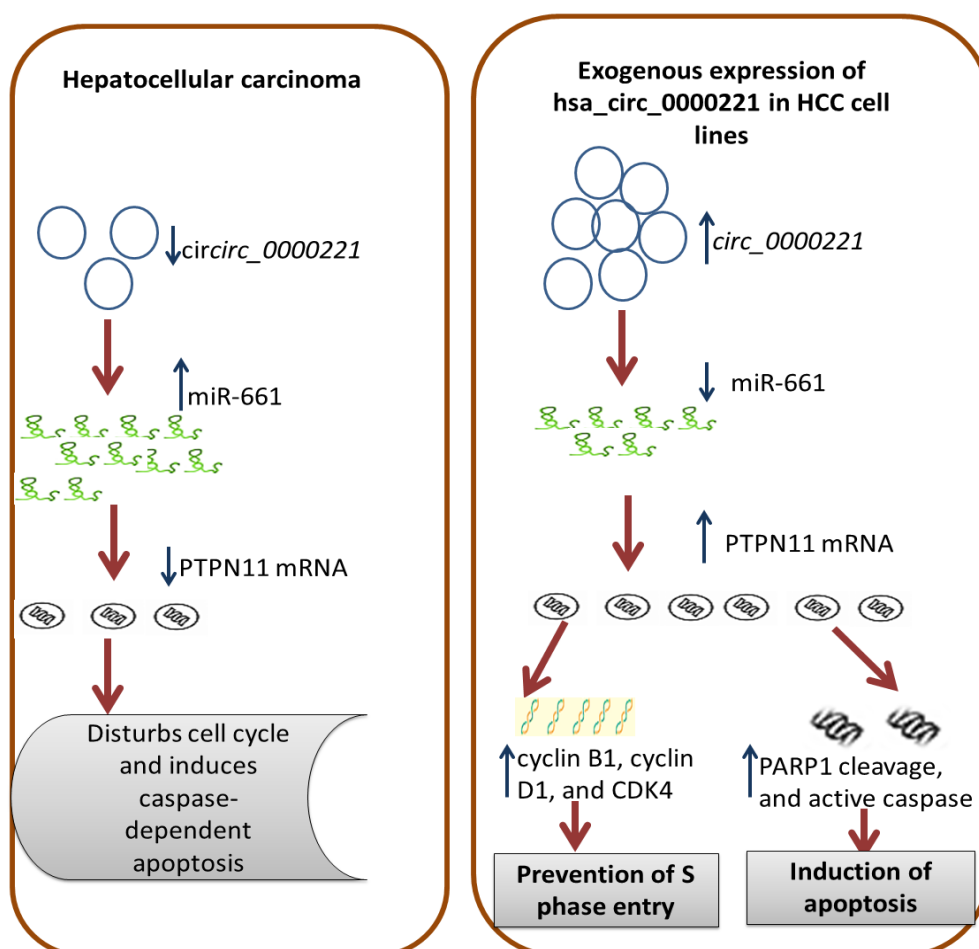 Hepatocellular carcinoma
circirc_0000221
miR-661
PTPN11 mRNA
Disturbs cell cycle
and induces
caspase-
dependent
apoptosis
Exogenous expression of
hsa_circ_0000221 in HCC cell
lines
circ_0000221
miR-661
PTPN11 mRNA
cyclin B1, cyclin
D1, and CDK4
PARP1 cleavage,
and active caspase
Prevention of S
phase entry
Induction of
apoptosis